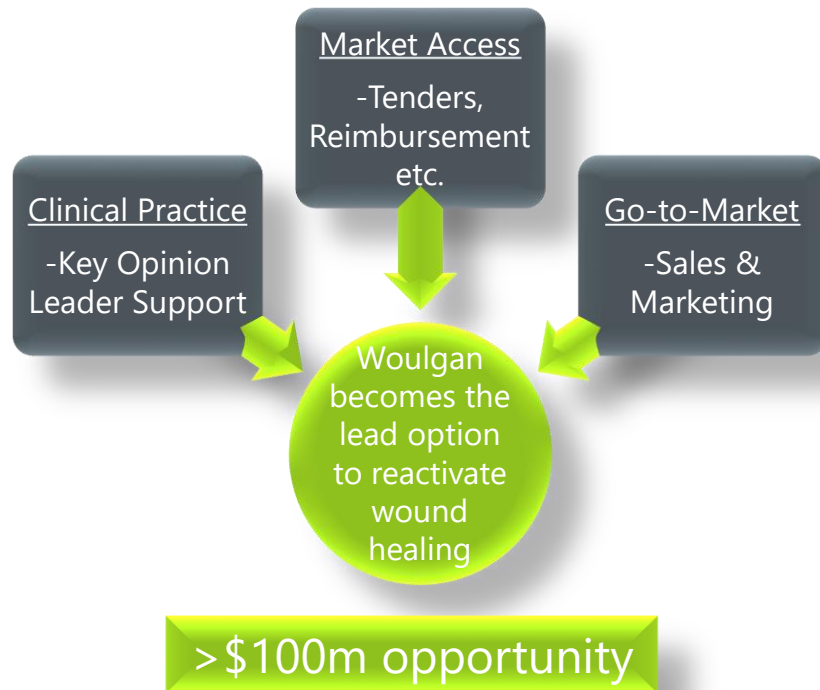 Market Access
-Tenders,
Reimbursement
etc.
Clinical Practice
-Key Opinion
Leader Support
Go-to-Market
-Sales &
Marketing
Woulgan
becomes the
lead option
to reactivate
wound
healing
>$100m opportunity